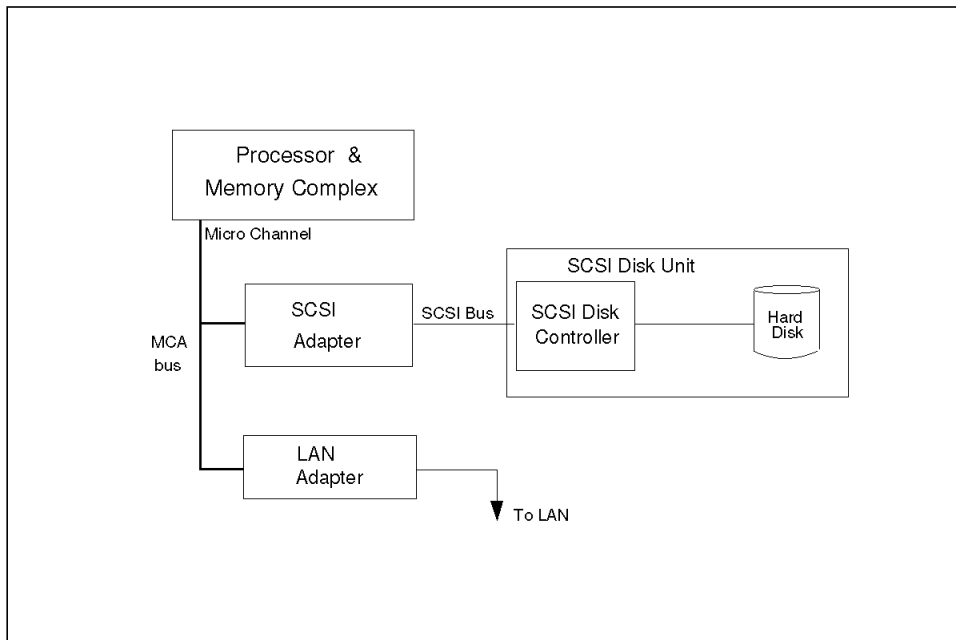 Processor &
Memory Complex
Micro Channel
SCSI Disk Unit
SCSI
Adapter
SCSI Bus
SCSI Disk
Controller
Hard
Disk
MCA
bus
LAN
Adapter
To LAN